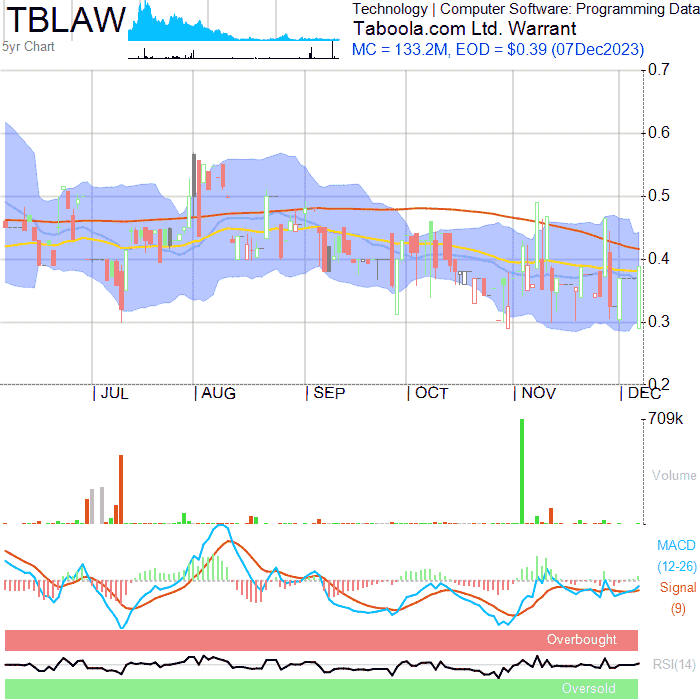 TBLAW
5yr Chart
Technology | Computer Software: Programming Data
Taboola.com Ltd. Warrant
MC = 133.2M, EOD = $0.39 (07Dec2023)
0.7
0.6
0.5
0.4
0.3
0.2
JUL AUG SEP OCT NOV DEC
709k
Volume
MACD
(12-26)
Signal
(9)
Overbought
RSI(14)
Oversold